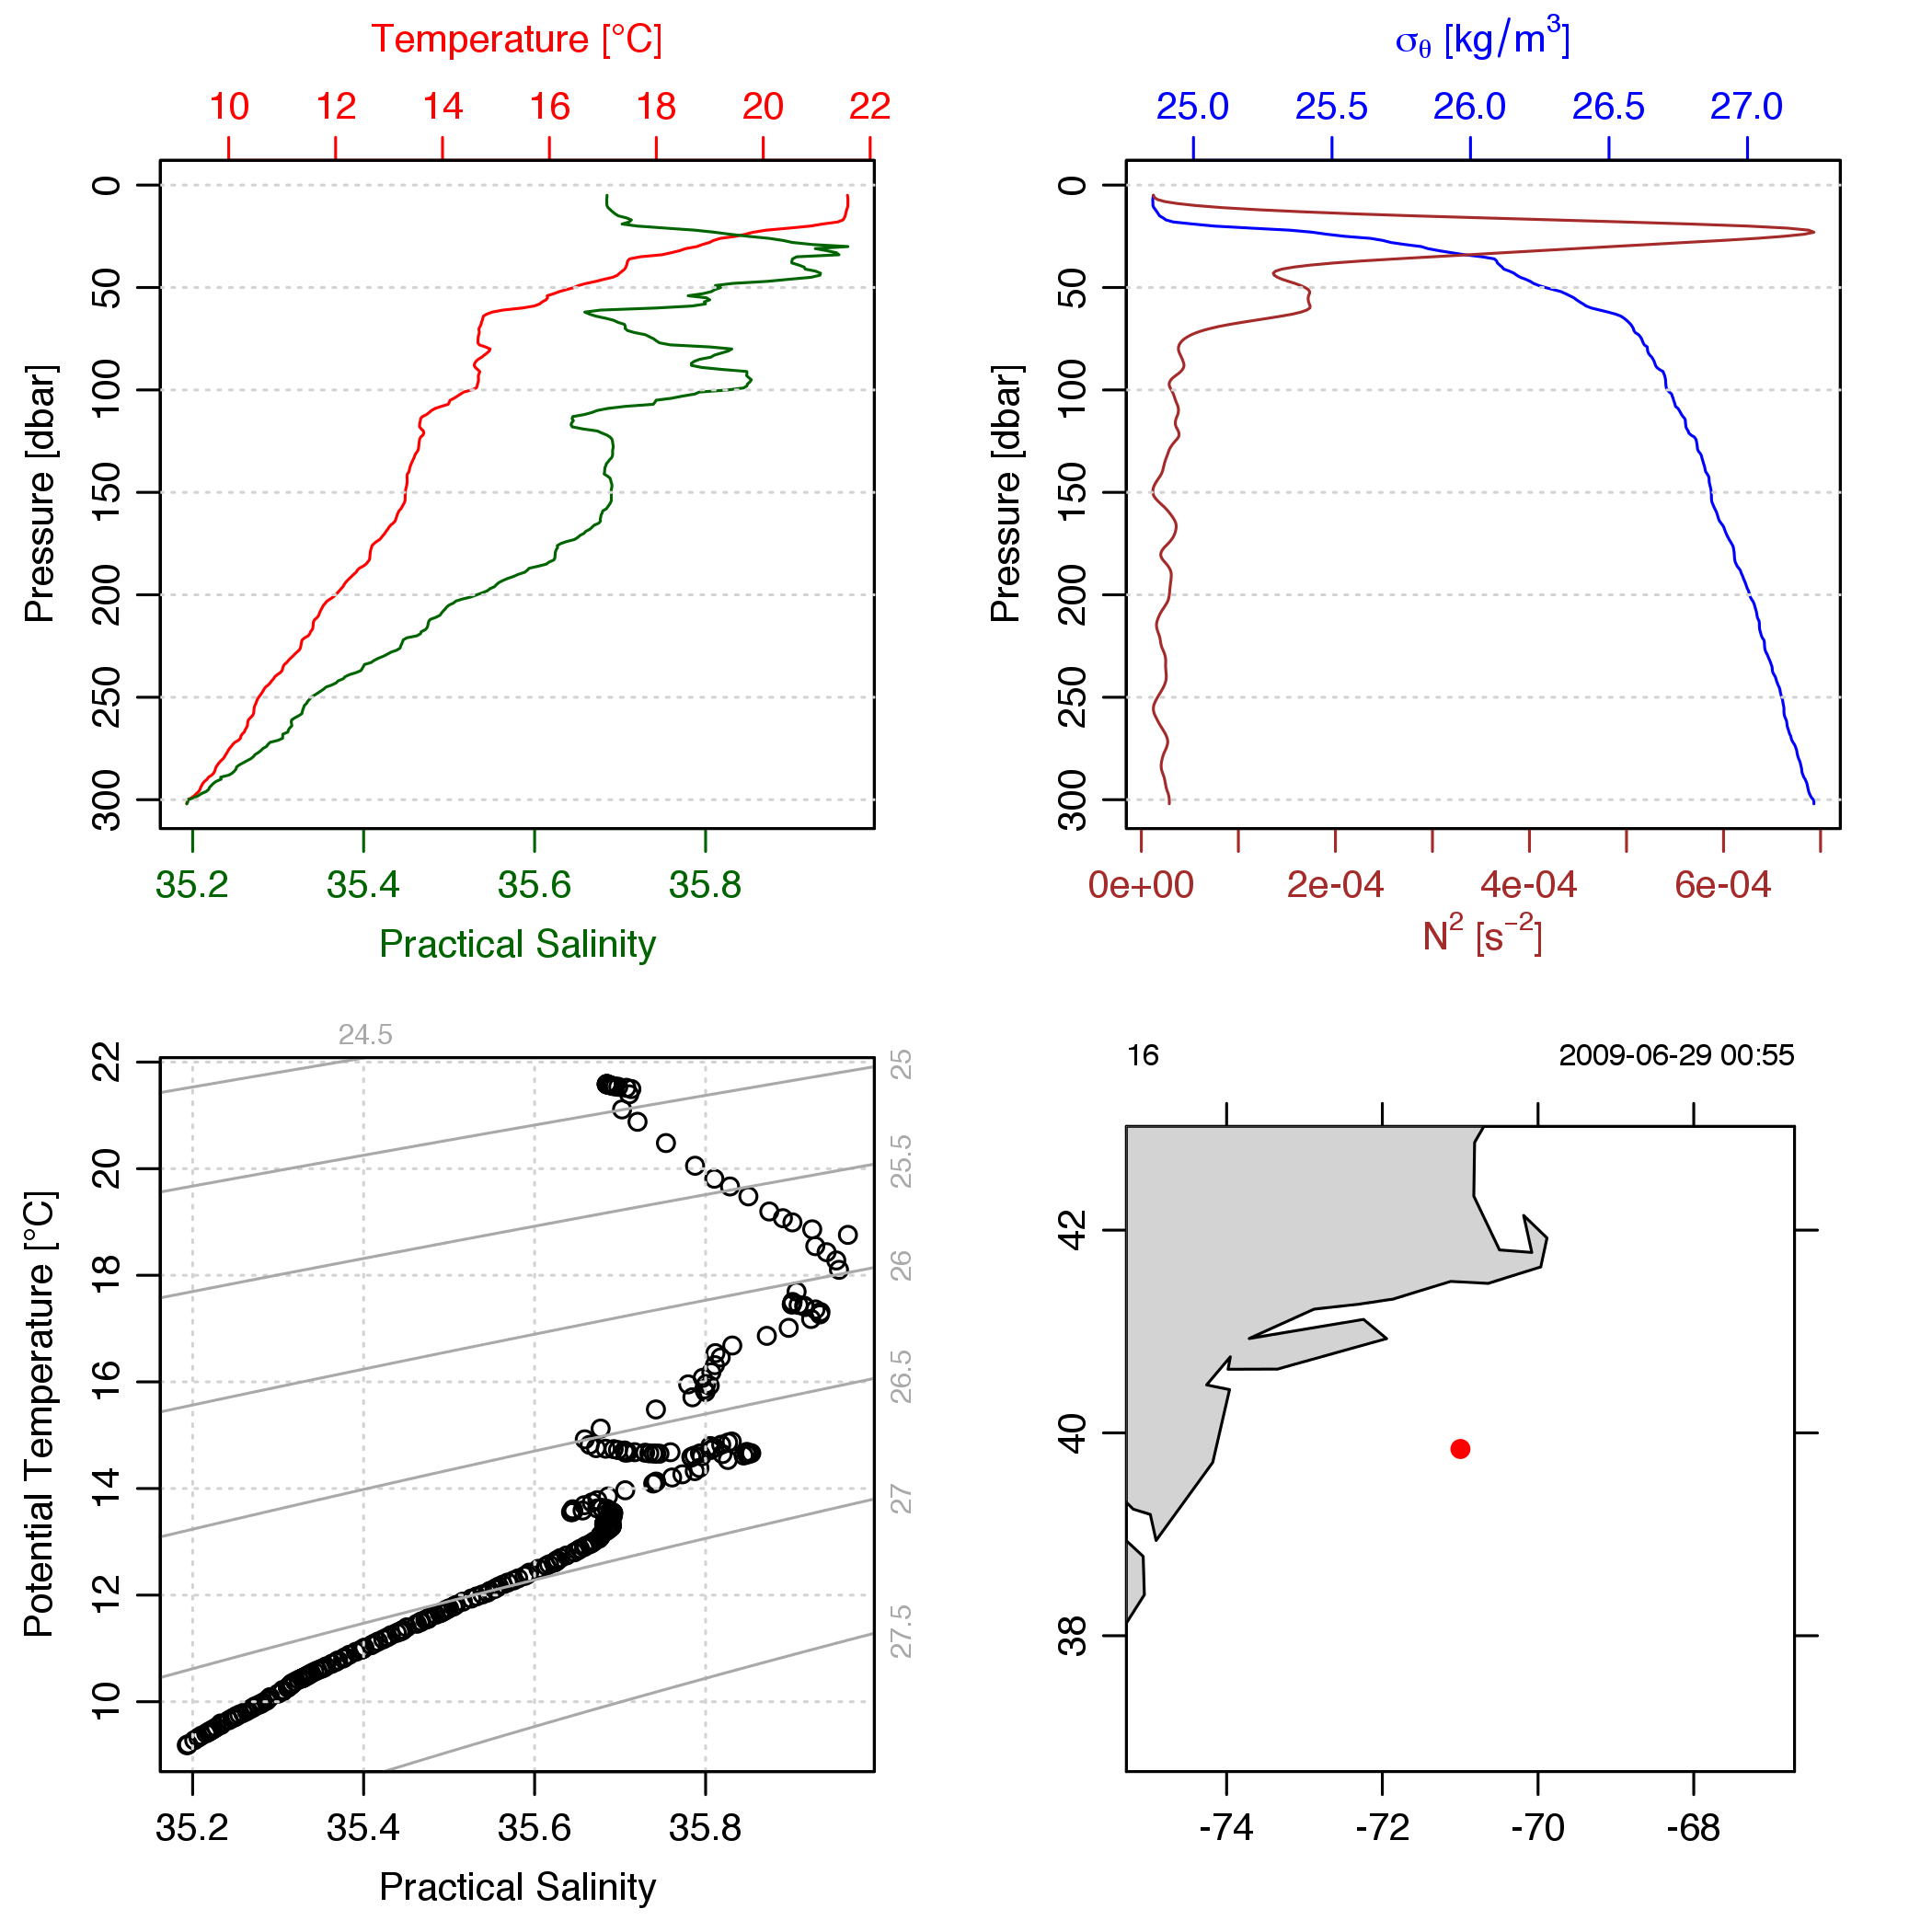 Temperature [°C]
10 12 14 16 18 20 22
0
50
100
150
200
250
300
Pressure [dbar]
35.2 35.4 35.6 35.8
Practical Salinity
σθ [kg/m³]
25.0 25.5 26.0 26.5 27.0
0
50
100
150
200
250
300
Pressure [dbar]
0e+00 2e-04 4e-04 6e-04
N² [s⁻²]
24.5
25
25.5
26
26.5
27
27.5
22
20
18
16
14
12
10
Potential Temperature [°C]
35.2 35.4 35.6 35.8
Practical Salinity
16 2009-06-29 00:55
42
40
38
-74 -72 -70 -68